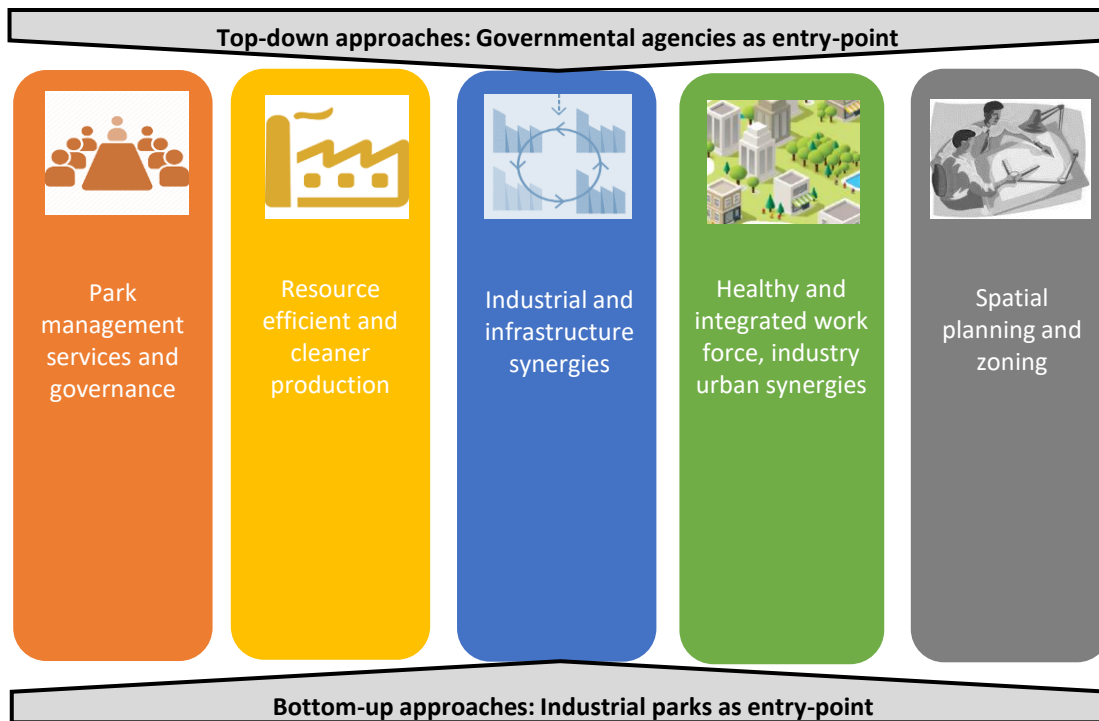 Top-down approaches: Governmental agencies as entry-point
Park
management
services and
governance
Resource
efficient and
cleaner
production
Industrial and
infrastructure
synergies
Healthy and
integrated work
force, industry
urban synergies
Spatial
planning and
zoning
Bottom-up approaches: Industrial parks as entry-point